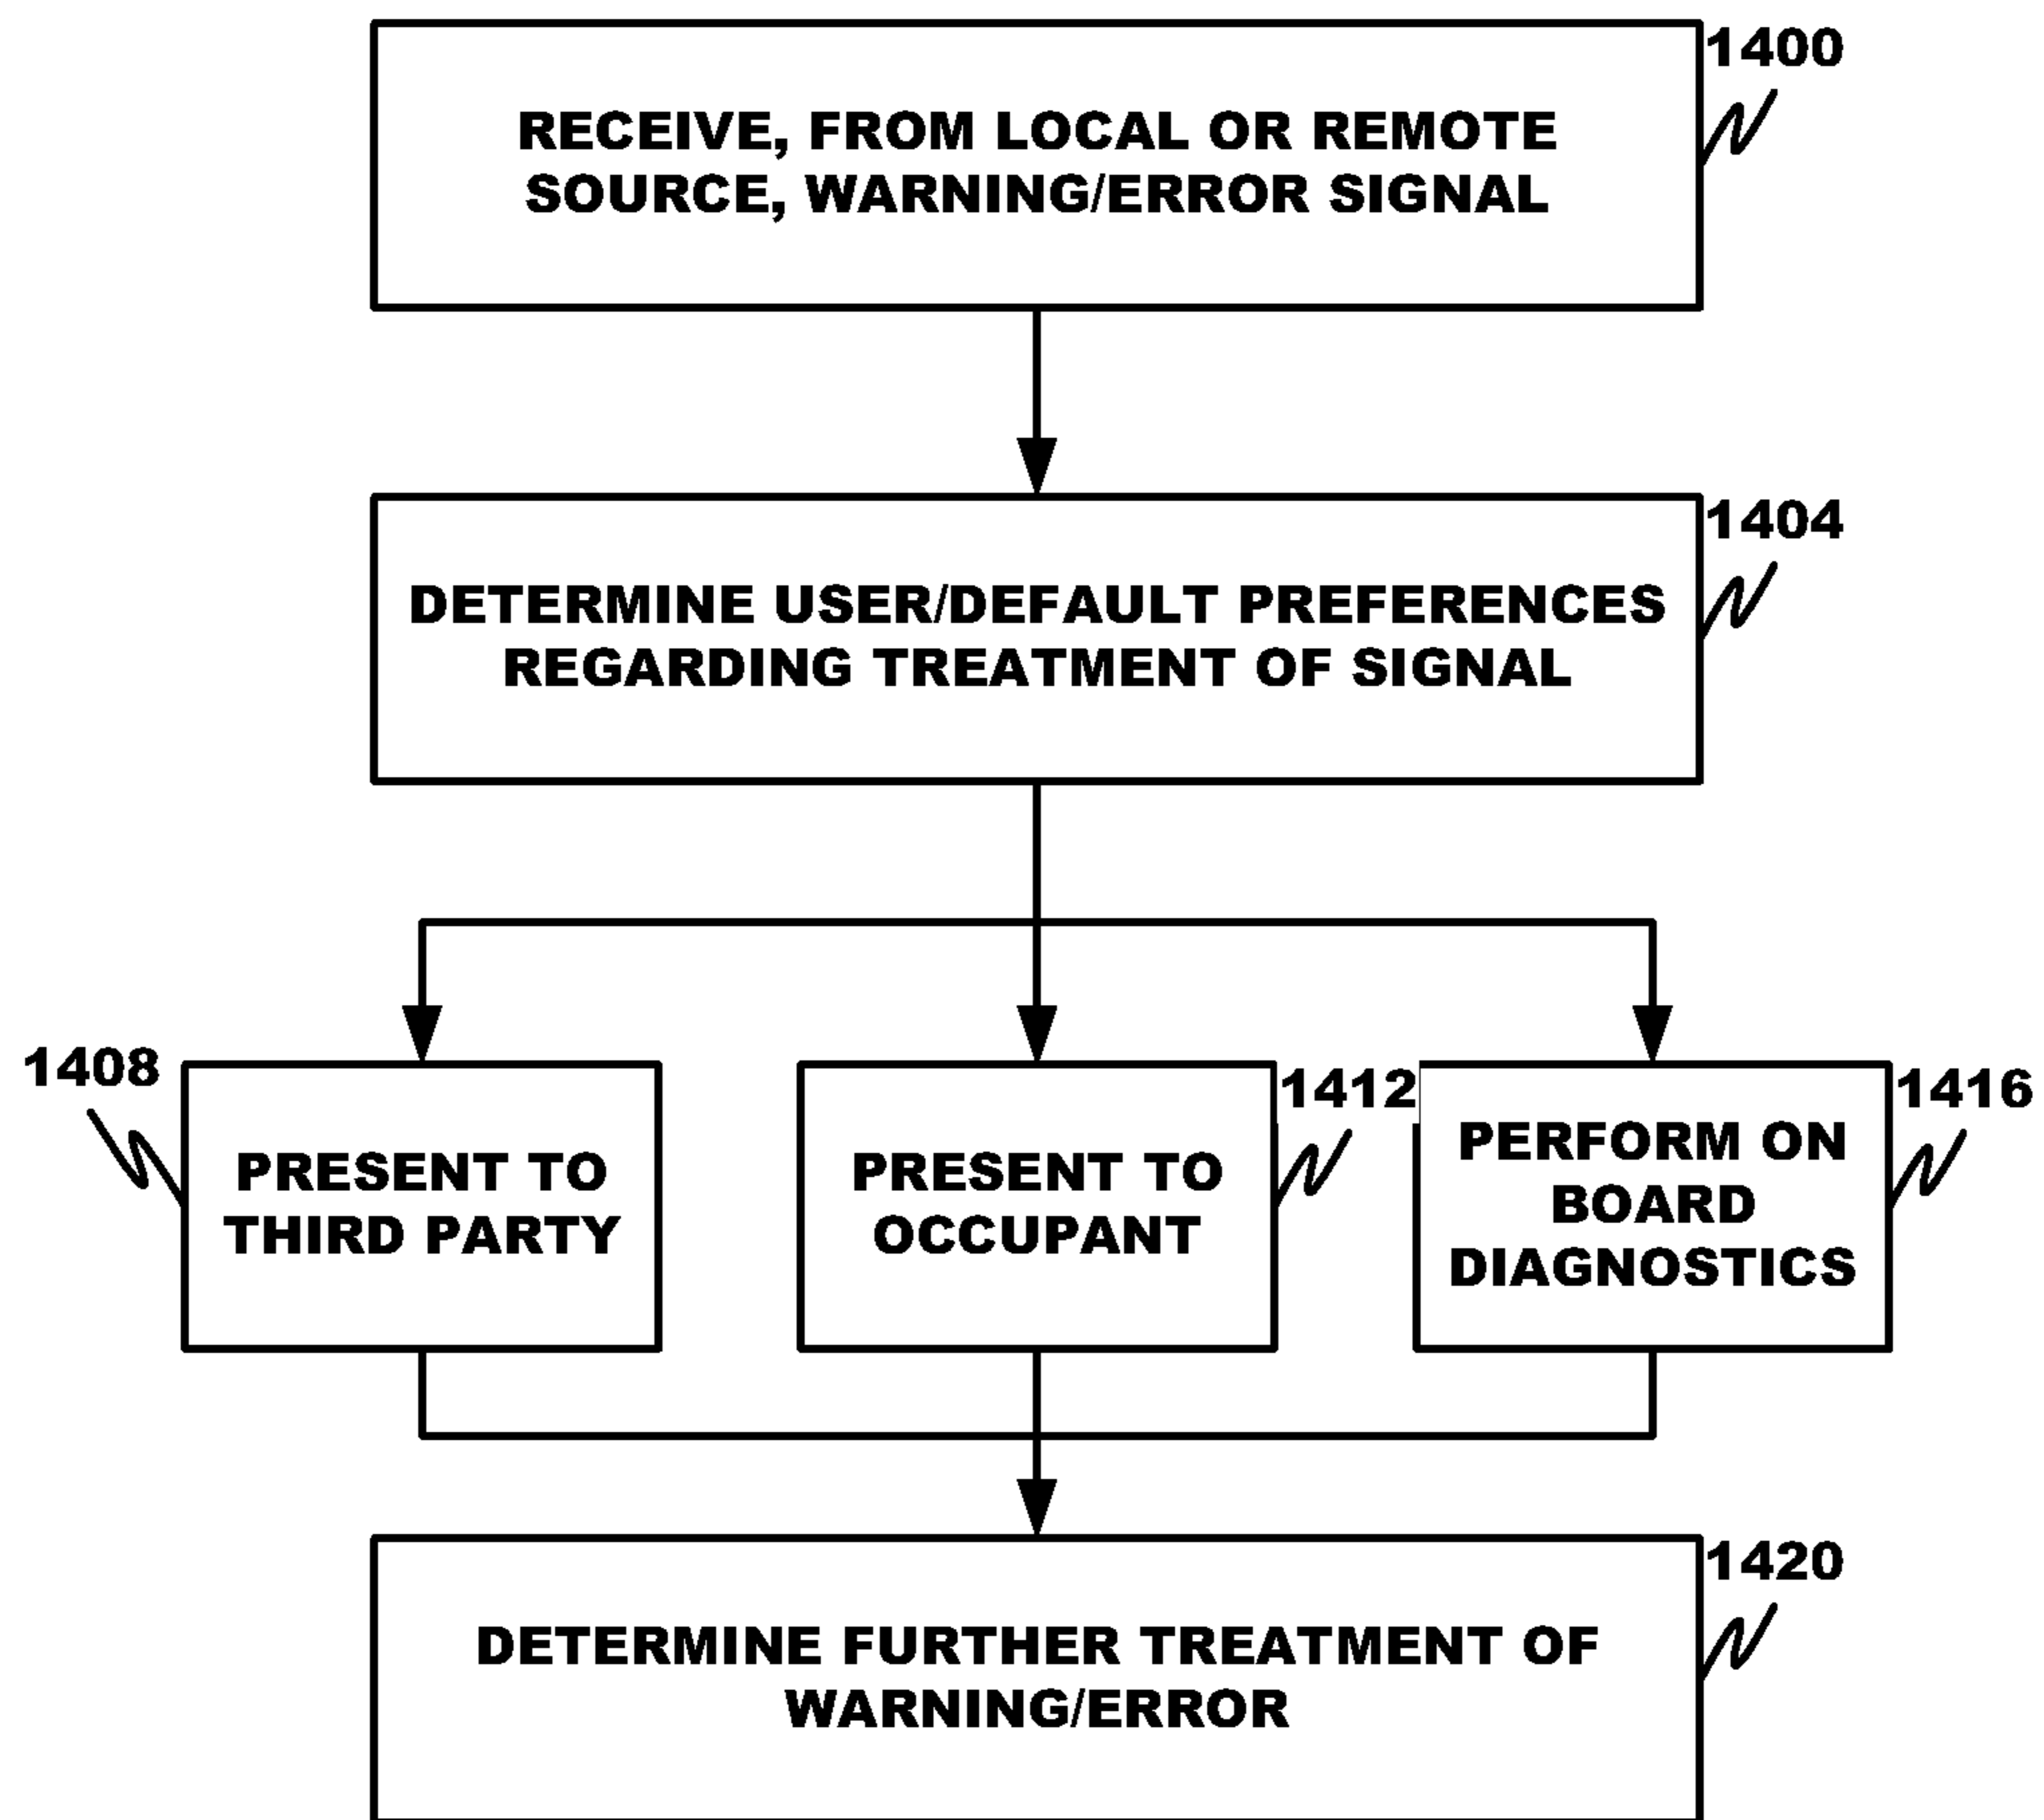 1400
RECEIVE, FROM LOCAL OR REMOTE
SOURCE, WARNING/ERROR SIGNAL
1404
DETERMINE USER/DEFAULT PREFERENCES
REGARDING TREATMENT OF SIGNAL
1408
PRESENT TO
THIRD PARTY
1412
PRESENT TO
OCCUPANT
1416
PERFORM ON
BOARD
DIAGNOSTICS
1420
DETERMINE FURTHER TREATMENT OF
WARNING/ERROR